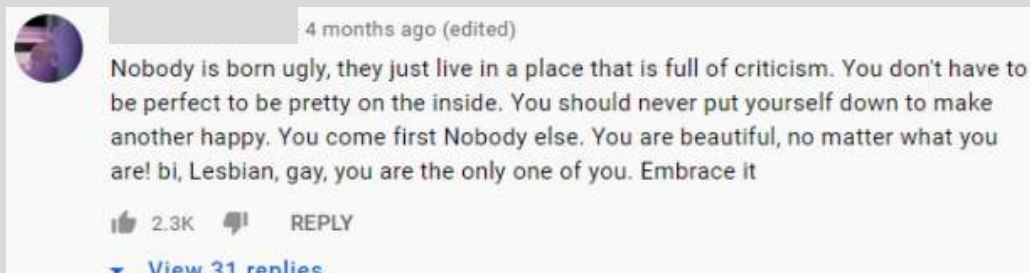 4 months ago (edited)
Nobody is born ugly, they just live in a place that is full of criticism. You don't have to
be perfect to be pretty on the inside. You should never put yourself down to make
another happy. You come first Nobody else. You are beautiful, no matter what you
are! bi, Lesbian, gay, you are the only one of you. Embrace it
2.3K REPLY
View 31 replies